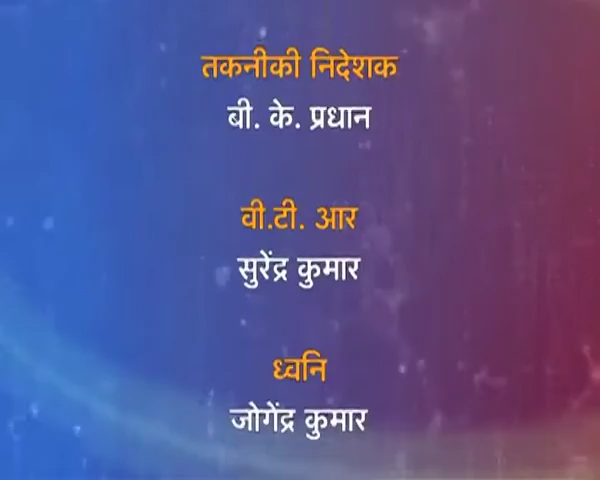 तकनीकी निदेशक
बी. के. प्रधान
वी.टी. आर
सुरेंद्र कुमार
ध्वनि
जोगेंद्र कुमार